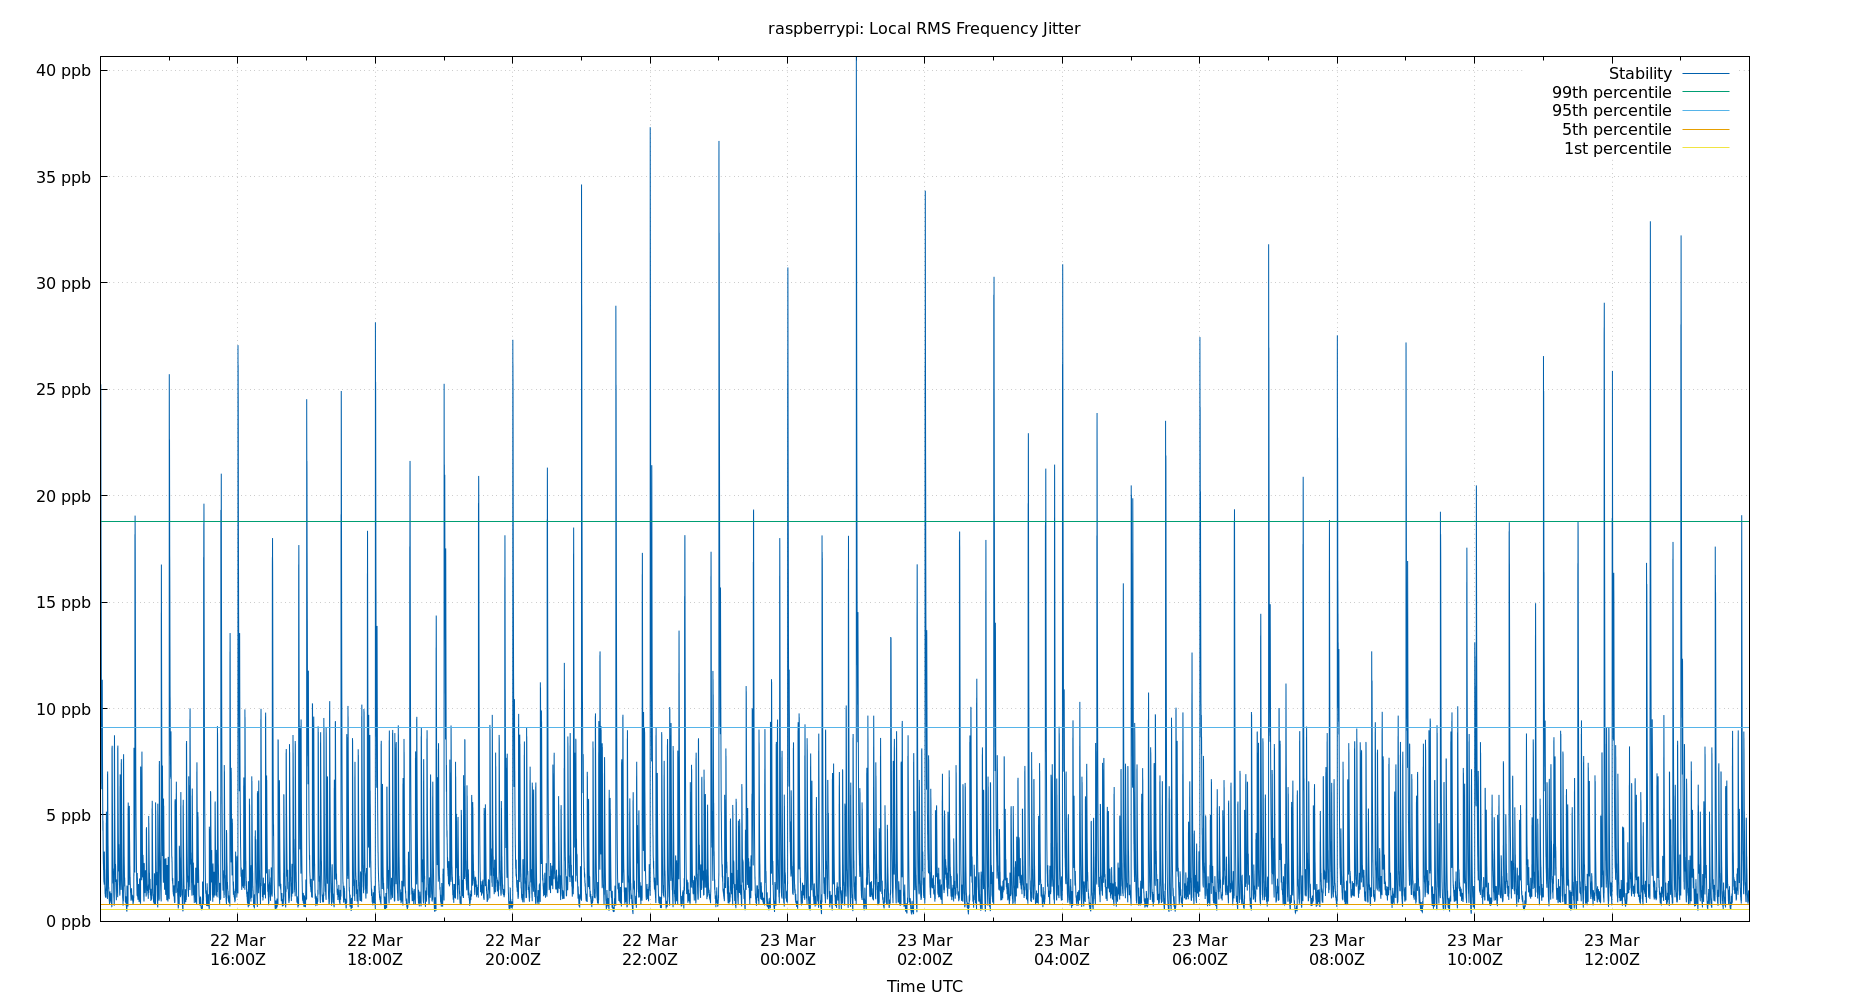 raspberrypi: Local RMS Frequency Jitter
40 ppb
35 ppb
30 ppb
25 ppb
20 ppb
15 ppb
10 ppb
5 ppb
0 ppb
Stability
99th percentile
95th percentile
5th percentile
1st percentile
22 Mar 22 Mar 22 Mar 22 Mar 23 Mar 23 Mar 23 Mar 23 Mar 23 Mar 23 Mar 23 Mar
16:00Z 18:00Z 20:00Z 22:00Z 00:00Z 02:00Z 04:00Z 06:00Z 08:00Z 10:00Z 12:00Z
Time UTC